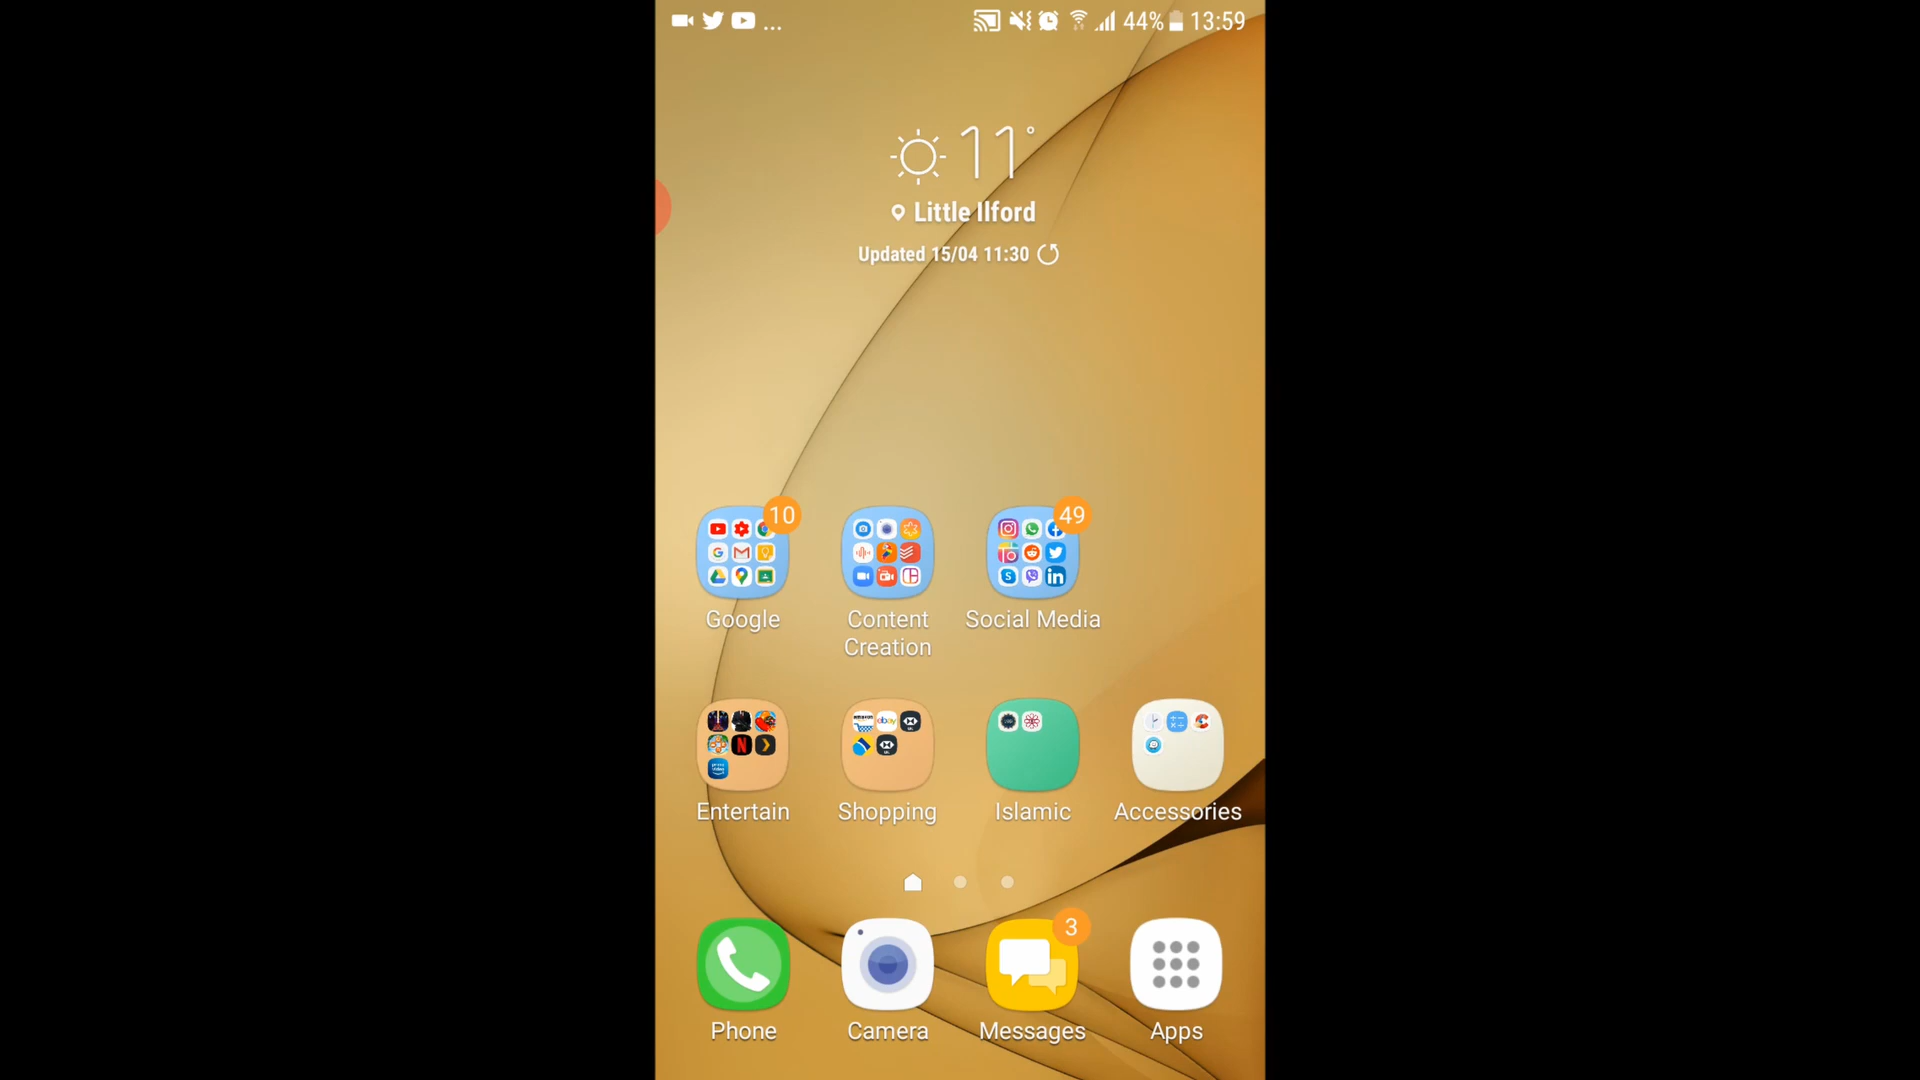 ... 44% 13:59
11°
Little Ilford
Updated 15/04 11:30
10
49
Google
Content
Creation
Social Media
Entertain
Shopping
Islamic
Accessories
3
Phone
Camera
Messages
Apps